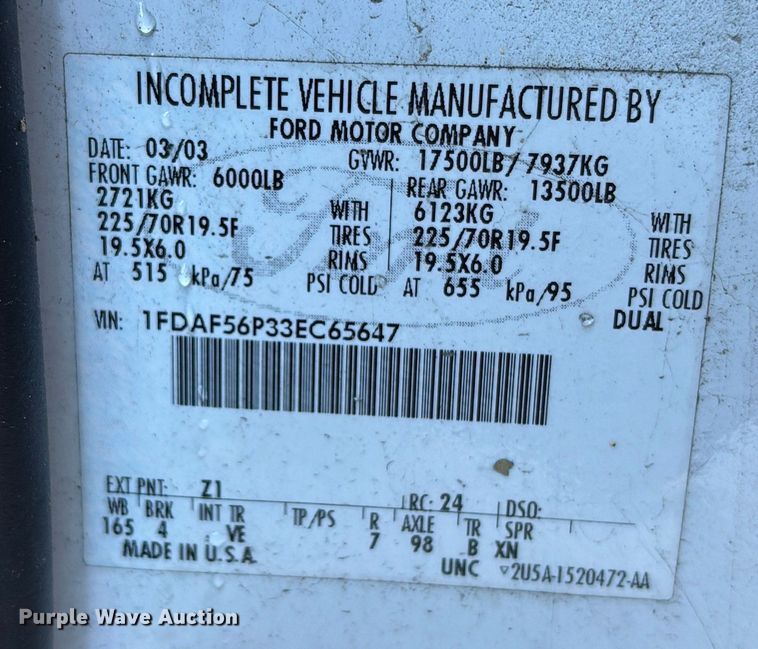 INCOMPLETE VEHICLE MANUFACTURED BY
FORD MOTOR COMPANY
DATE: 03/03 GVWR: 17500LB/ 7937KG
FRONT GAWR: 6000LB REAR GAWR: 13500LB
2721KG WITH 6123KG WITH
225/70R19.5F TIRES 225/70R19.5F TIRES
19.5X6.0 RIMS 19.5X6.0 RIMS
AT 515 kPa/75 PSI COLD AT 655 kPa/95 PSI COLD
DUAL
VIN: 1FDAF56P33EC65647
EXT PNT: Z1 RC: 24 DSO:
WB BRK INT TR TP/PS R AXLE TR SPR
165 4 VE 7 98 B XN
MADE IN U.S.A. UNC 2U5A-1520472-AA
Ford
Purple Wave Auction